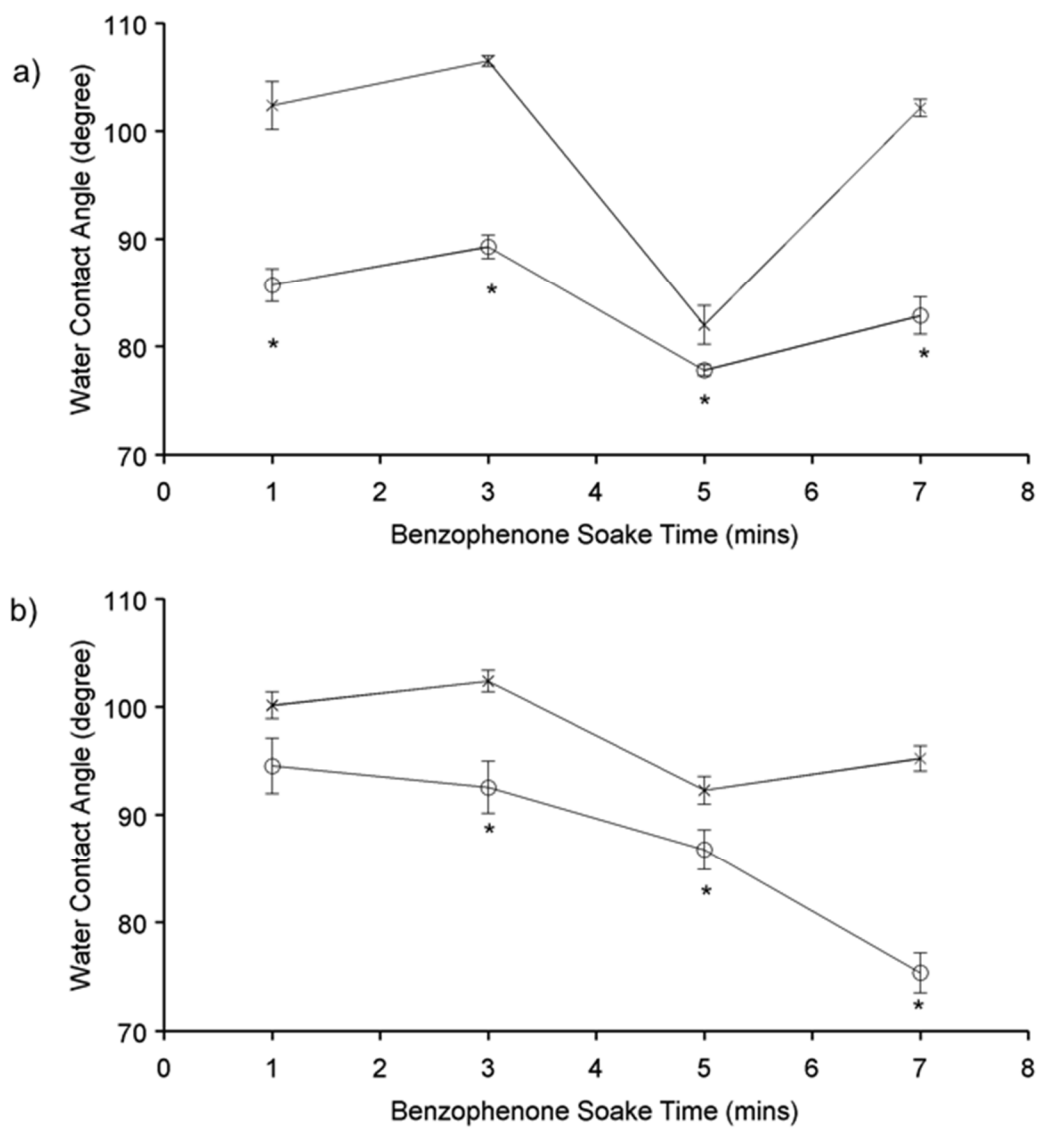 a)
Water Contact Angle (degree)
110
100
90
80
70
*
*
*
*
0 1 2 3 4 5 6 7 8
Benzophenone Soake Time (mins)
b)
Water Contact Angle (degree)
110
100
90
80
70
*
*
*
0 1 2 3 4 5 6 7 8
Benzophenone Soake Time (mins)